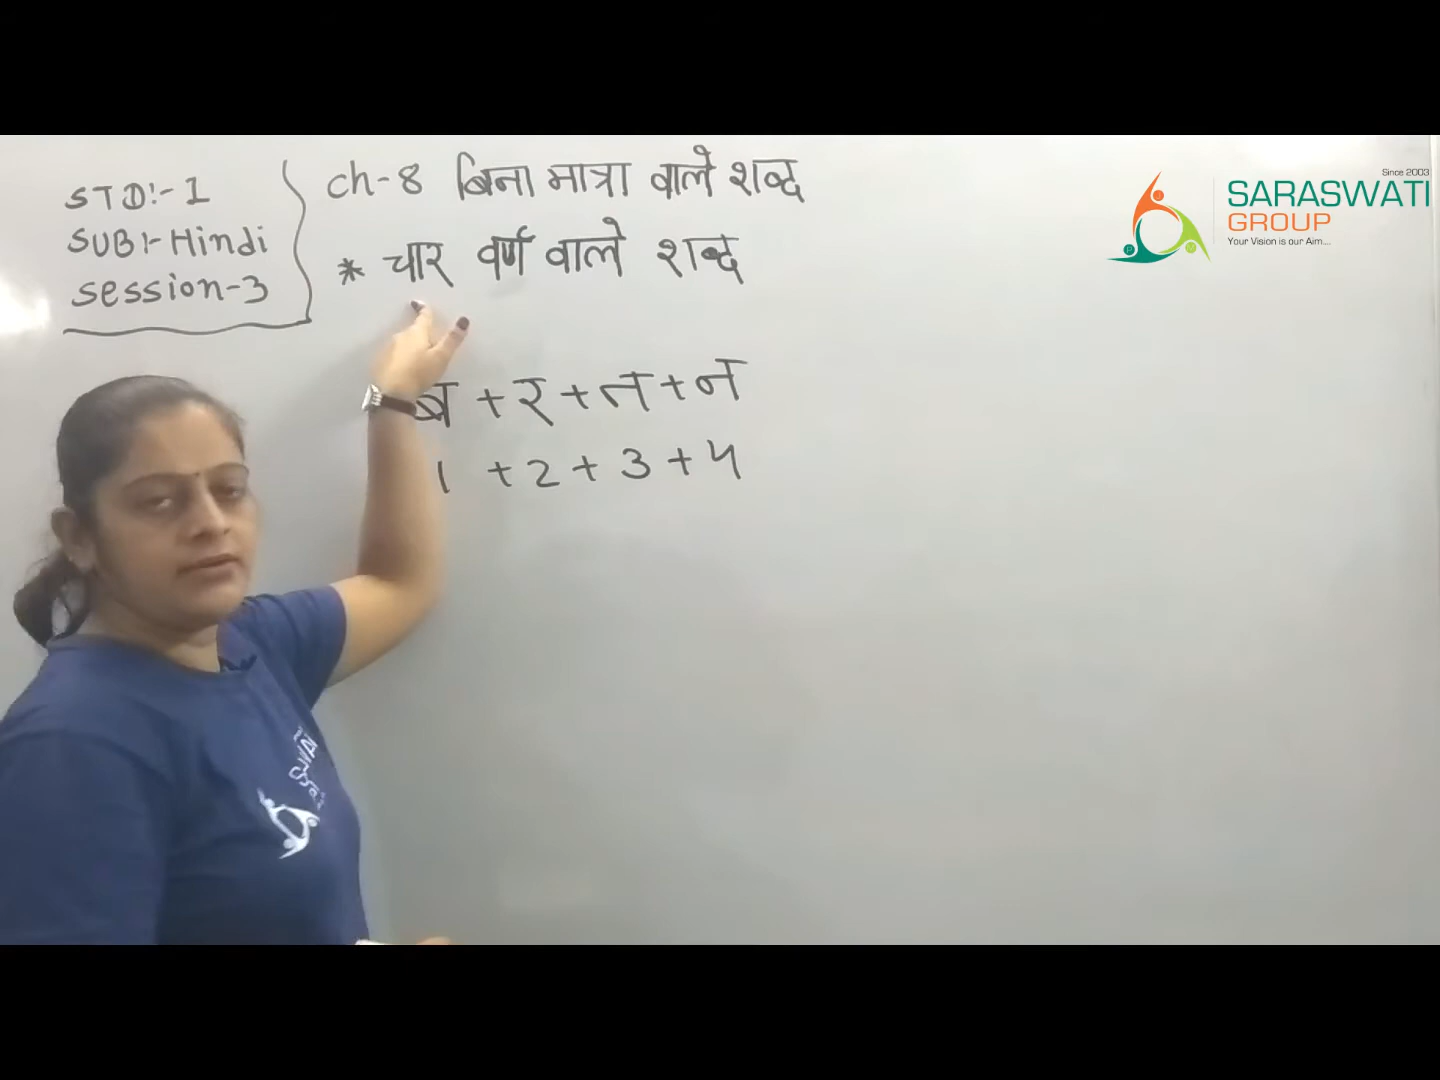 STD:- 1
SUB:- Hindi
Session-3
Ch-8 बिना मात्रा वाले शब्द
* चार वर्ण वाले शब्द
ब + र + त + न
1 + 2 + 3 + 4
Since 2003
SARASWATI
GROUP
Your Vision is our Aim...